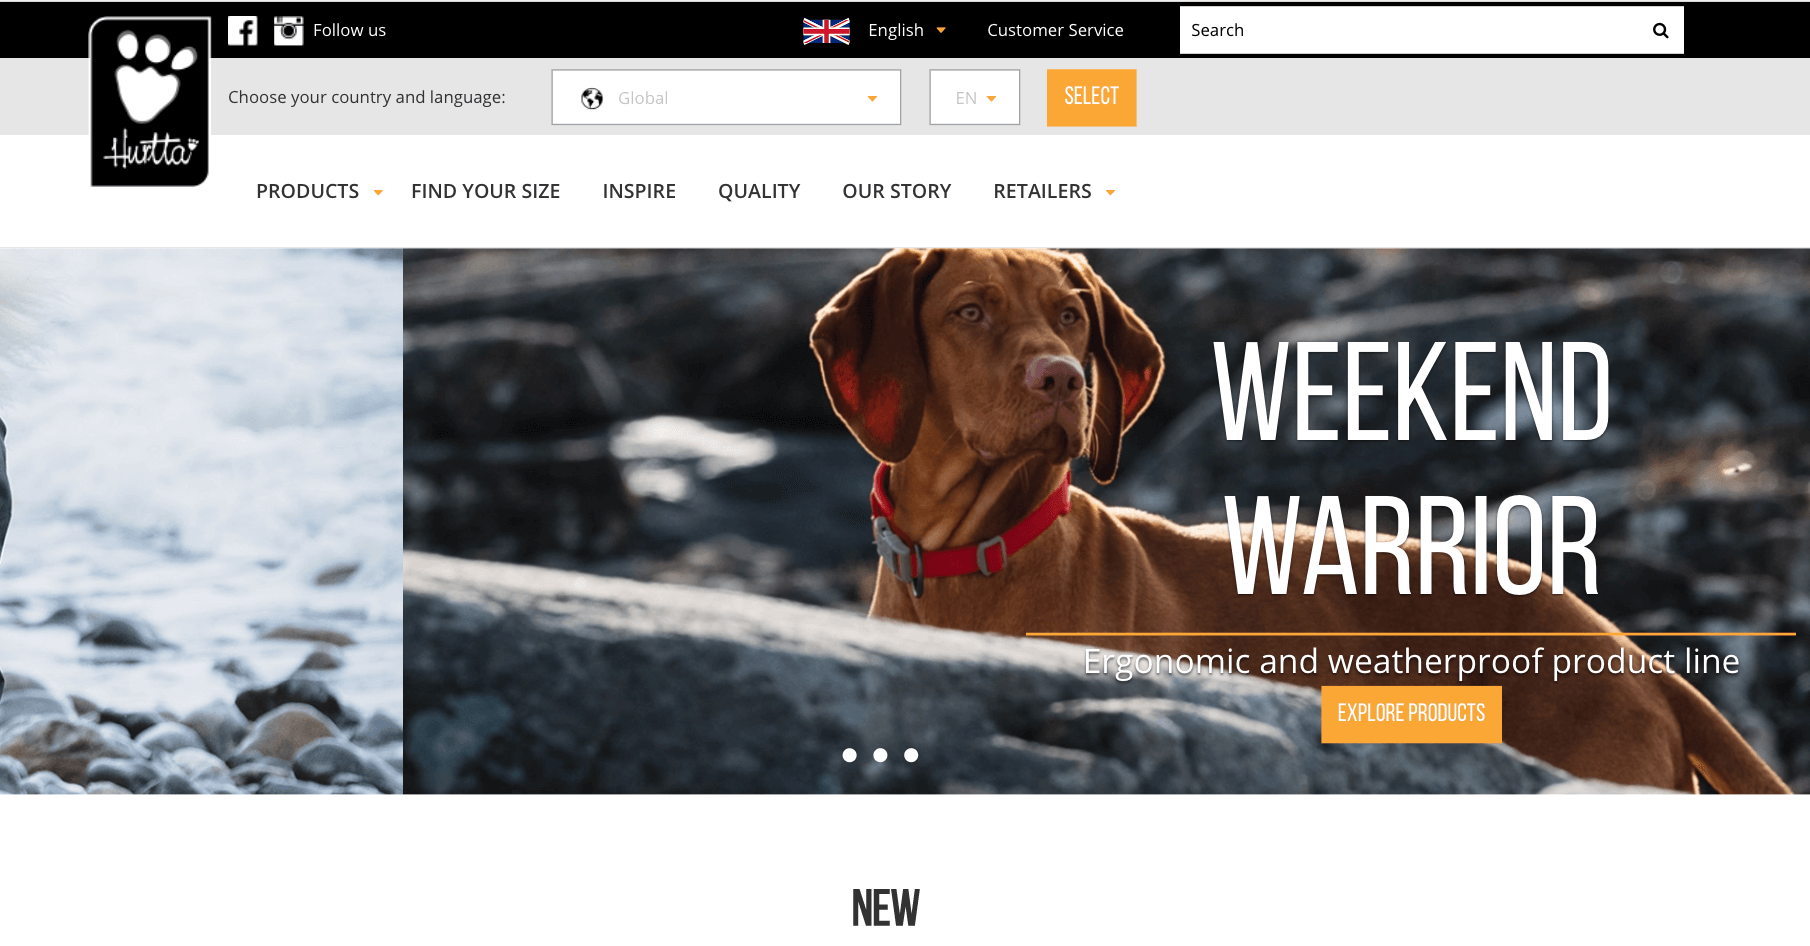 Hurtta
Follow us
English
Customer Service
Search
Choose your country and language:
Global
EN
SELECT
PRODUCTS
FIND YOUR SIZE
INSPIRE
QUALITY
OUR STORY
RETAILERS
WEEKEND
WARRIOR
Ergonomic and weatherproof product line
EXPLORE PRODUCTS
NEW